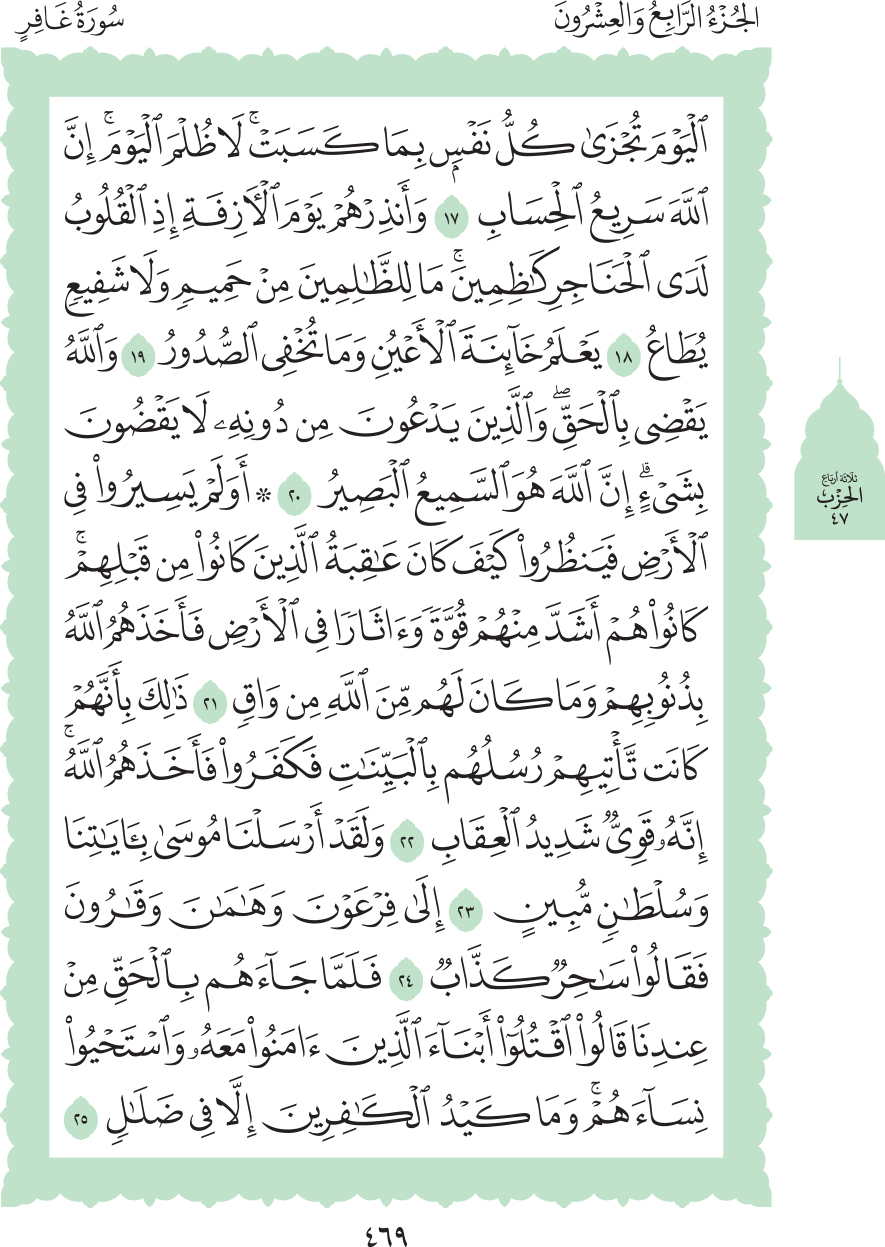 الجُزْءُ الرَّابِعُ وَالعِشْرُونَ
سُورَةُ غَافِرٍ
ٱلْيَوْمَ تُجْزَىٰ كُلُّ نَفْسٍۭ بِمَا كَسَبَتْۚ لَا ظُلْمَ ٱلْيَوْمَۚ إِنَّ
ٱللَّهَ سَرِيعُ ٱلْحِسَابِ ١٧ وَأَنذِرْهُمْ يَوْمَ ٱلْأَزِفَةِ إِذِ ٱلْقُلُوبُ
لَدَى ٱلْحَنَاجِرِ كَٰظِمِينَۚ مَا لِلظَّٰلِمِينَ مِنْ حَمِيمٖ وَلَا شَفِيعٖ
يُطَاعُ ١٨ يَعْلَمُ خَآئِنَةَ ٱلْأَعْيُنِ وَمَا تُخْفِى ٱلصُّدُورُ ١٩ وَٱللَّهُ
يَقْضِى بِٱلْحَقِّۖ وَٱلَّذِينَ يَدْعُونَ مِن دُونِهِۦ لَا يَقْضُونَ
بِشَىْءٍۗ إِنَّ ٱللَّهَ هُوَ ٱلسَّمِيعُ ٱلْبَصِيرُ ٢٠ * أَوَلَمْ يَسِيرُوا۟ فِى
ٱلْأَرْضِ فَيَنظُرُوا۟ كَيْفَ كَانَ عَٰقِبَةُ ٱلَّذِينَ كَانُوا۟ مِن قَبْلِهِمْۚ
كَانُوا۟ هُمْ أَشَدَّ مِنْهُمْ قُوَّةٗ وَءَاثَارٗا فِى ٱلْأَرْضِ فَأَخَذَهُمُ ٱللَّهُ
بِذُنُوبِهِمْ وَمَا كَانَ لَهُم مِّنَ ٱللَّهِ مِن وَاقٖ ٢١ ذَٰلِكَ بِأَنَّهُمْ
كَانَت تَّأْتِيهِمْ رُسُلُهُم بِٱلْبَيِّنَٰتِ فَكَفَرُوا۟ فَأَخَذَهُمُ ٱللَّهُۚ
إِنَّهُۥ قَوِىّٞ شَدِيدُ ٱلْعِقَابِ ٢٢ وَلَقَدْ أَرْسَلْنَا مُوسَىٰ بِـَٔايَٰتِنَا
وَسُلْطَٰنٖ مُّبِينٍ ٢٣ إِلَىٰ فِرْعَوْنَ وَهَٰمَٰنَ وَقَٰرُونَ
فَقَالُوا۟ سَٰحِرٞ كَذَّابٞ ٢٤ فَلَمَّا جَآءَهُم بِٱلْحَقِّ مِنْ
عِندِنَا قَالُوا۟ ٱقْتُلُوٓا۟ أَبْنَآءَ ٱلَّذِينَ ءَامَنُوا۟ مَعَهُۥ وَٱسْتَحْيُوا۟
نِسَآءَهُمْۚ وَمَا كَيْدُ ٱلْكَٰفِرِينَ إِلَّا فِى ضَلَٰلٖ ٢٥
ثلاثة أرباع
الحِزْب
٤٧
٤٦٩